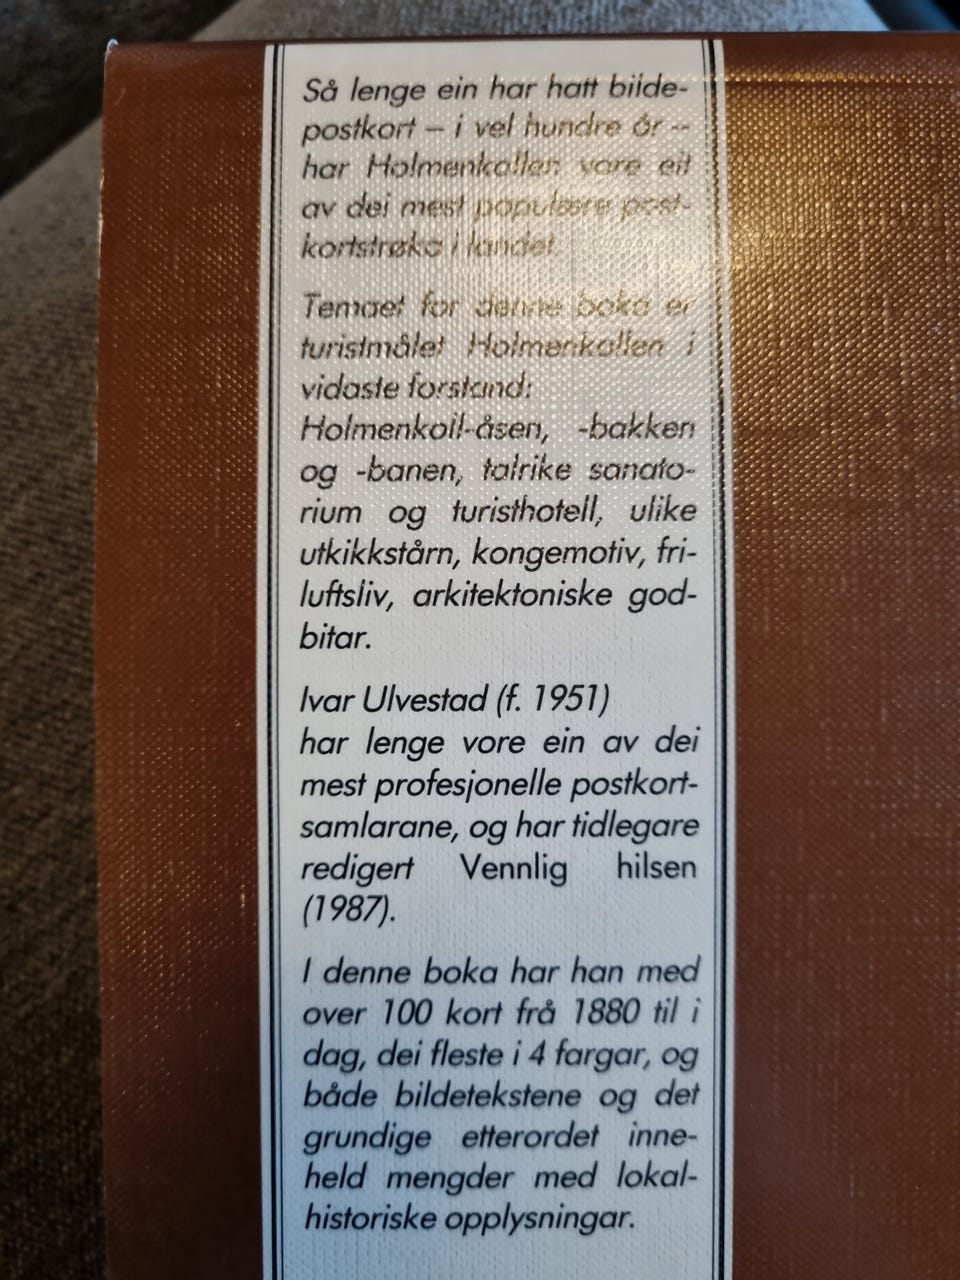 Så lenge ein har hatt bilde-
postkort – i vel hundre år –
har Holmenkollen vore eit
av dei mest populære post-
kortstrøka i landet.
Temaet for denne boka er
turistmålet Holmenkollen i
vidaste forstand:
Holmenkoll-åsen, -bakken
og -banen, talrike sanato-
rium og turisthotell, ulike
utkikkstårn, kongemotiv, fri-
luftsliv, arkitektoniske god-
bitar.
Ivar Ulvestad (f. 1951)
har lenge vore ein av dei
mest profesjonelle postkort-
samlarane, og har tidlegare
redigert Vennlig hilsen
(1987).
I denne boka har han med
over 100 kort frå 1880 til i
dag, dei fleste i 4 fargar, og
både bildetekstene og det
grundige etterordet inne-
held mengder med lokal-
historiske opplysningar.